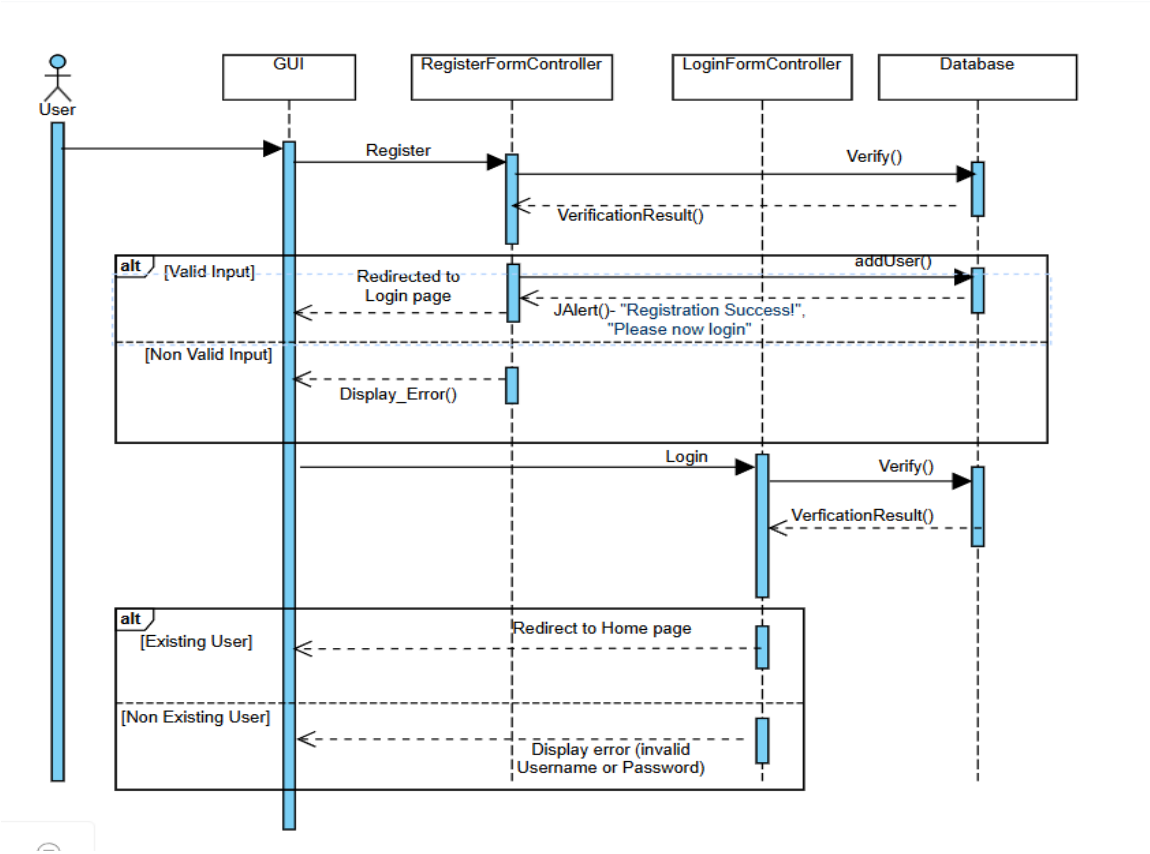 GUI
RegisterFormController
LoginFormController
Database
User
Register
Verify()
VerificationResult()
alt
[Valid Input]
addUser()
Redirected to
Login page
JAlert()- "Registration Success!",
"Please now login"
[Non Valid Input]
Display_Error()
Login
Verify()
VerficationResult()
alt
[Existing User]
Redirect to Home page
[Non Existing User]
Display error (invalid
Username or Password)